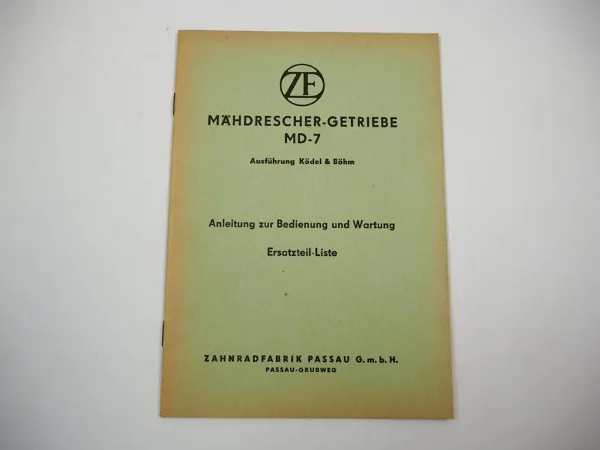 ZF
MÄHDRESCHER-GETRIEBE
MD-7
Ausführung Ködel & Böhm
Anleitung zur Bedienung und Wartung
Ersatzteil-Liste
ZAHNRADFABRIK PASSAU G.m.b.H.
PASSAU-GRUBWEG